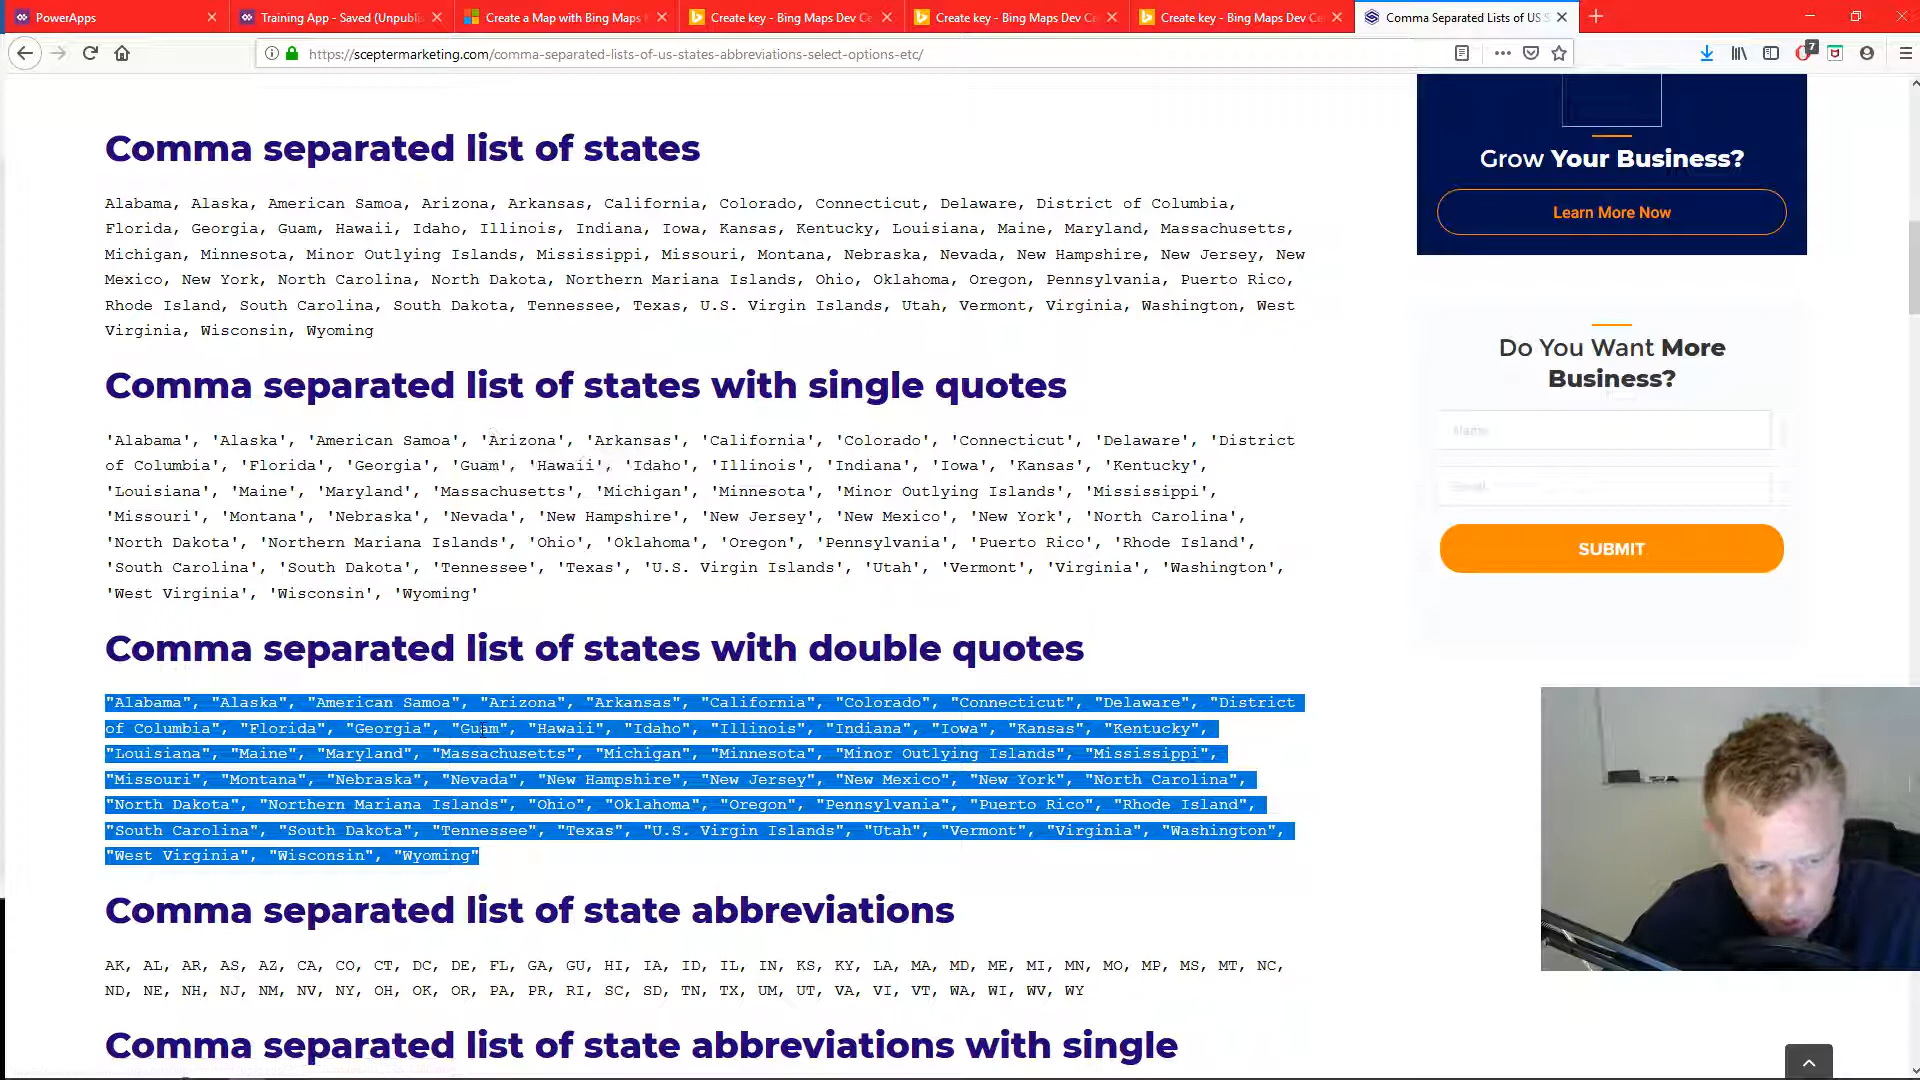 PowerApps
Training App - Saved (Unpubli
Create a Map with Bing Maps
Create key - Bing Maps Dev Ce
Create key - Bing Maps Dev Ce
Create key - Bing Maps Dev Ce
Comma Separated Lists of US S
https://sceptermarketing.com/comma-separated-lists-of-us-states-abbreviations-select-options-etc/
7
Comma separated list of states
Alabama, Alaska, American Samoa, Arizona, Arkansas, California, Colorado, Connecticut, Delaware, District of Columbia,
Florida, Georgia, Guam, Hawaii, Idaho, Illinois, Indiana, Iowa, Kansas, Kentucky, Louisiana, Maine, Maryland, Massachusetts,
Michigan, Minnesota, Minor Outlying Islands, Mississippi, Missouri, Montana, Nebraska, Nevada, New Hampshire, New Jersey, New
Mexico, New York, North Carolina, North Dakota, Northern Mariana Islands, Ohio, Oklahoma, Oregon, Pennsylvania, Puerto Rico,
Rhode Island, South Carolina, South Dakota, Tennessee, Texas, U.S. Virgin Islands, Utah, Vermont, Virginia, Washington, West
Virginia, Wisconsin, Wyoming
Comma separated list of states with single quotes
'Alabama', 'Alaska', 'American Samoa', 'Arizona', 'Arkansas', 'California', 'Colorado', 'Connecticut', 'Delaware', 'District
of Columbia', 'Florida', 'Georgia', 'Guam', 'Hawaii', 'Idaho', 'Illinois', 'Indiana', 'Iowa', 'Kansas', 'Kentucky',
'Louisiana', 'Maine', 'Maryland', 'Massachusetts', 'Michigan', 'Minnesota', 'Minor Outlying Islands', 'Mississippi',
'Missouri', 'Montana', 'Nebraska', 'Nevada', 'New Hampshire', 'New Jersey', 'New Mexico', 'New York', 'North Carolina',
'North Dakota', 'Northern Mariana Islands', 'Ohio', 'Oklahoma', 'Oregon', 'Pennsylvania', 'Puerto Rico', 'Rhode Island',
'South Carolina', 'South Dakota', 'Tennessee', 'Texas', 'U.S. Virgin Islands', 'Utah', 'Vermont', 'Virginia', 'Washington',
'West Virginia', 'Wisconsin', 'Wyoming'
Comma separated list of states with double quotes
"Alabama", "Alaska", "American Samoa", "Arizona", "Arkansas", "California", "Colorado", "Connecticut", "Delaware", "District
of Columbia", "Florida", "Georgia", "Guam", "Hawaii", "Idaho", "Illinois", "Indiana", "Iowa", "Kansas", "Kentucky",
"Louisiana", "Maine", "Maryland", "Massachusetts", "Michigan", "Minnesota", "Minor Outlying Islands", "Mississippi",
"Missouri", "Montana", "Nebraska", "Nevada", "New Hampshire", "New Jersey", "New Mexico", "New York", "North Carolina",
"North Dakota", "Northern Mariana Islands", "Ohio", "Oklahoma", "Oregon", "Pennsylvania", "Puerto Rico", "Rhode Island",
"South Carolina", "South Dakota", "Tennessee", "Texas", "U.S. Virgin Islands", "Utah", "Vermont", "Virginia", "Washington",
"West Virginia", "Wisconsin", "Wyoming"
Comma separated list of state abbreviations
AK, AL, AR, AS, AZ, CA, CO, CT, DC, DE, FL, GA, GU, HI, IA, ID, IL, IN, KS, KY, LA, MA, MD, ME, MI, MN, MO, MP, MS, MT, NC,
ND, NE, NH, NJ, NM, NV, NY, OH, OK, OR, PA, PR, RI, SC, SD, TN, TX, UM, UT, VA, VI, VT, WA, WI, WV, WY
Comma separated list of state abbreviations with single
Grow Your Business?
Learn More Now
Do You Want More
Business?
Name
Email
SUBMIT